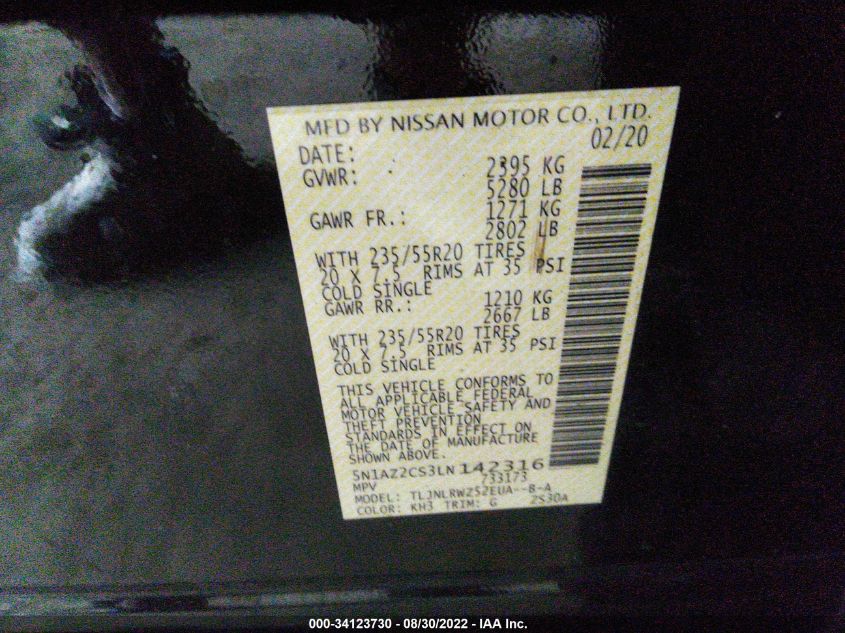 MFD BY NISSAN MOTOR CO., LTD.
DATE: 02/20
GVWR: 2395 KG
5280 LB
GAWR FR.: 1271 KG
2802 LB
WITH 235/55R20 TIRES
20 X 7.5 RIMS AT 35 PSI
COLD SINGLE
GAWR RR.: 1210 KG
2667 LB
WITH 235/55R20 TIRES
20 X 7.5 RIMS AT 35 PSI
COLD SINGLE
THIS VEHICLE CONFORMS TO
ALL APPLICABLE FEDERAL
MOTOR VEHICLE SAFETY AND
THEFT PREVENTION
STANDARDS IN EFFECT ON
THE DATE OF MANUFACTURE
SHOWN ABOVE.
5N1AZ2CS3LN142316
MPV 733173
MODEL: TLJNLRWZ52EUA--B-A
COLOR: KH3 TRIM: G ZS30A
000-34123730 - 08/30/2022 - IAA Inc.